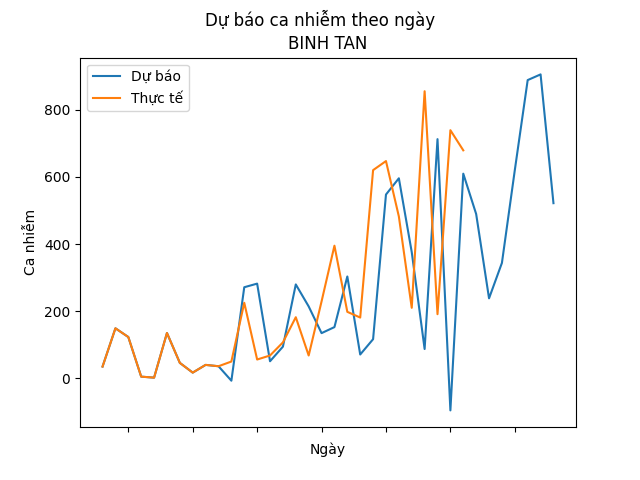 Dự báo ca nhiễm theo ngày
BINH TAN
Dự báo
Thực tế
800
600
400
200
0
Ca nhiễm
Ngày